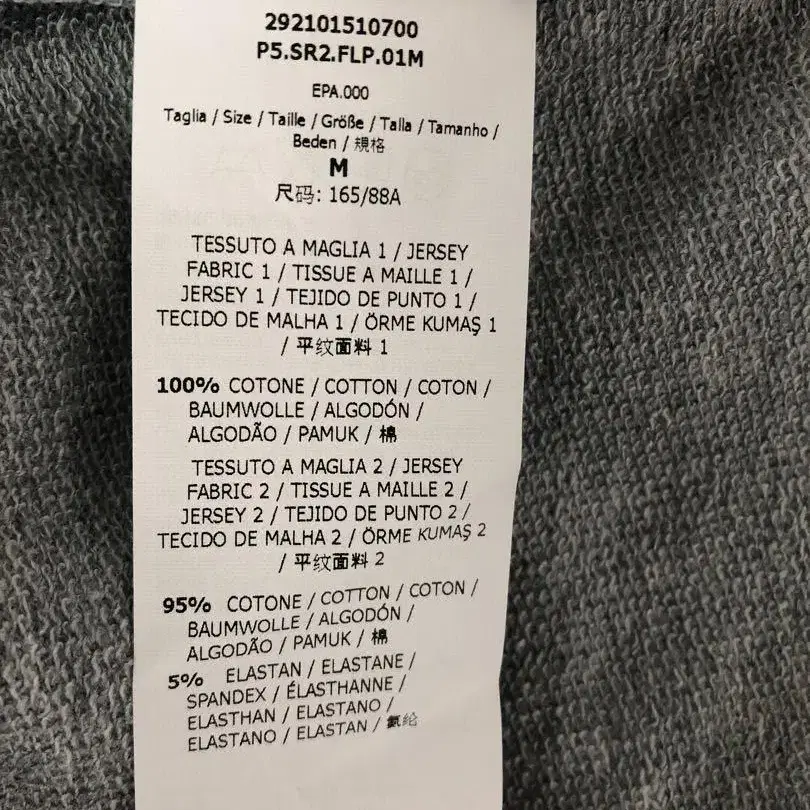 292101510700
P5.SR2.FLP.01M
EPA.000
Taglia / Size / Taille / Größe / Talla / Tamanho /
Beden / 規格
M
尺码: 165/88A
TESSUTO A MAGLIA 1 / JERSEY
FABRIC 1 / TISSUE A MAILLE 1 /
JERSEY 1 / TEJIDO DE PUNTO 1 /
TECIDO DE MALHA 1 / ÖRME KUMAŞ 1
/ 平纹面料 1
100% COTONE / COTTON / COTON /
BAUMWOLLE / ALGODÓN /
ALGODÃO / PAMUK / 棉
TESSUTO A MAGLIA 2 / JERSEY
FABRIC 2 / TISSUE A MAILLE 2 /
JERSEY 2 / TEJIDO DE PUNTO 2 /
TECIDO DE MALHA 2 / ÖRME KUMAŞ 2
/ 平纹面料 2
95% COTONE / COTTON / COTON /
BAUMWOLLE / ALGODÓN /
ALGODÃO / PAMUK / 棉
5% ELASTAN / ELASTANE /
SPANDEX / ÉLASTHANNE /
ELASTHAN / ELASTANO /
ELASTANO / ELASTAN / 氨纶